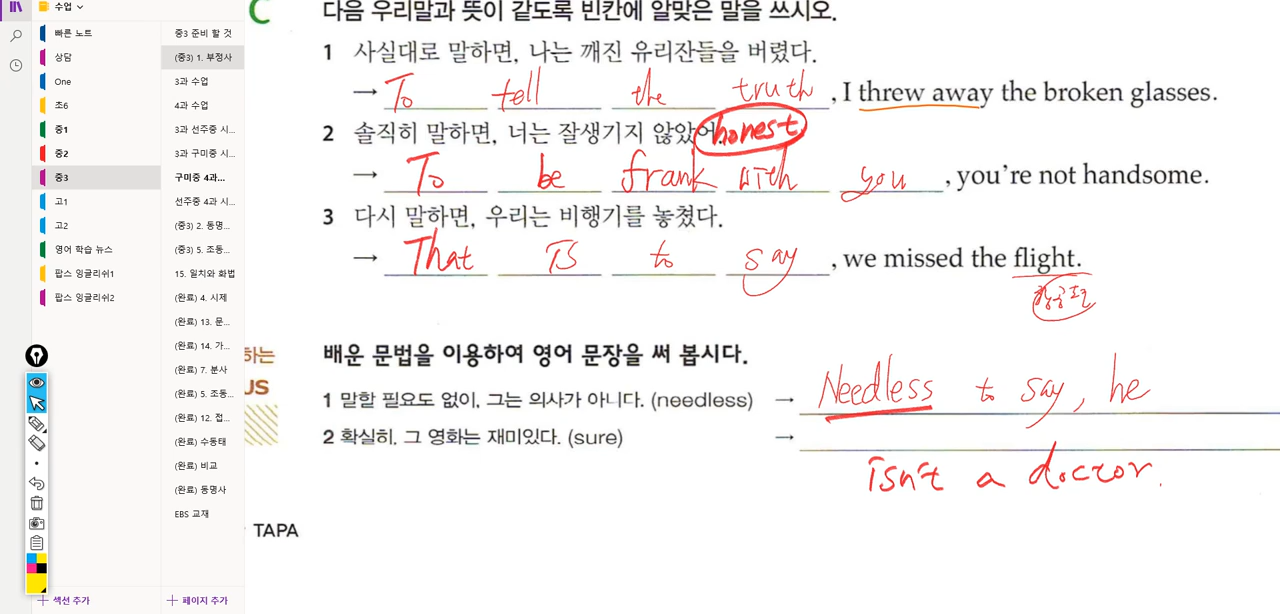 수업
빠른 노트
상담
One
초6
중1
중2
중3
고1
고2
영어 학습 뉴스
팝스 잉글리쉬1
팝스 잉글리쉬2
섹션 추가
중3 준비 할 것
(중3) 1. 부정사
3과 수업
4과 수업
3과 선주중 시...
3과 구미중 시...
구미중 4과...
선주중 4과 시...
(중3) 2. 동명...
(중3) 5. 조동...
15. 일치와 화법
(완료) 4. 시제
(완료) 13. 문...
(완료) 14. 가...
(완료) 7. 분사
(완료) 5. 조동...
(완료) 12. 접...
(완료) 수동태
(완료) 비교
(완료) 동명사
EBS 교재
페이지 추가
C 다음 우리말과 뜻이 같도록 빈칸에 알맞은 말을 쓰시오.
1 사실대로 말하면, 나는 깨진 유리잔들을 버렸다.
→ To tell the truth, I threw away the broken glasses.
2 솔직히 말하면, 너는 잘생기지 않았어. honest
→ To be frank with you, you're not handsome.
3 다시 말하면, 우리는 비행기를 놓쳤다.
→ That is to say, we missed the flight.
항공편
하는
US
배운 문법을 이용하여 영어 문장을 써 봅시다.
1 말할 필요도 없이, 그는 의사가 아니다. (needless) → Needless to say, he
2 확실히, 그 영화는 재미있다. (sure) →
isn't a doctor.
TAPA